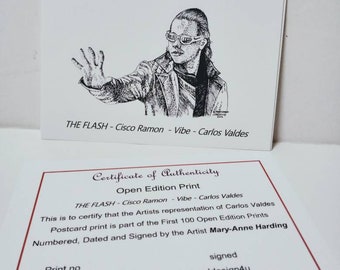 THE FLASH - Cisco Ramon - Vibe - Carlos Valdes
Certificate of Authenticity
Open Edition Print
THE FLASH - Cisco Ramon - Vibe - Carlos Valdes
This is to certify that the Artists representation of Carlos Valdes
Postcard print is part of the First 100 Open Edition Prints
Numbered, Dated and Signed by the Artist Mary-Anne Harding
signed
Print no